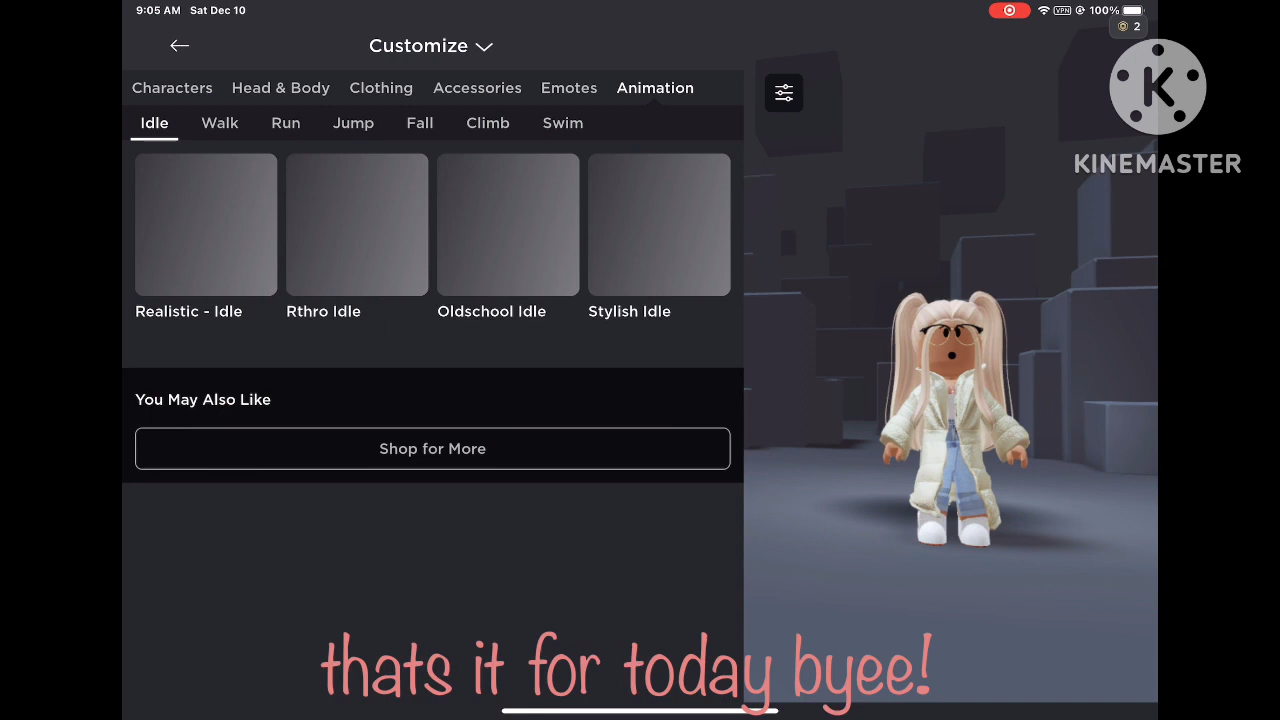 9:05 AM Sat Dec 10
VPN 100%
2
Customize
Characters Head & Body Clothing Accessories Emotes Animation
Idle Walk Run Jump Fall Climb Swim
Realistic - Idle Rthro Idle Oldschool Idle Stylish Idle
You May Also Like
Shop for More
K
KINEMASTER
thats it for today byee!